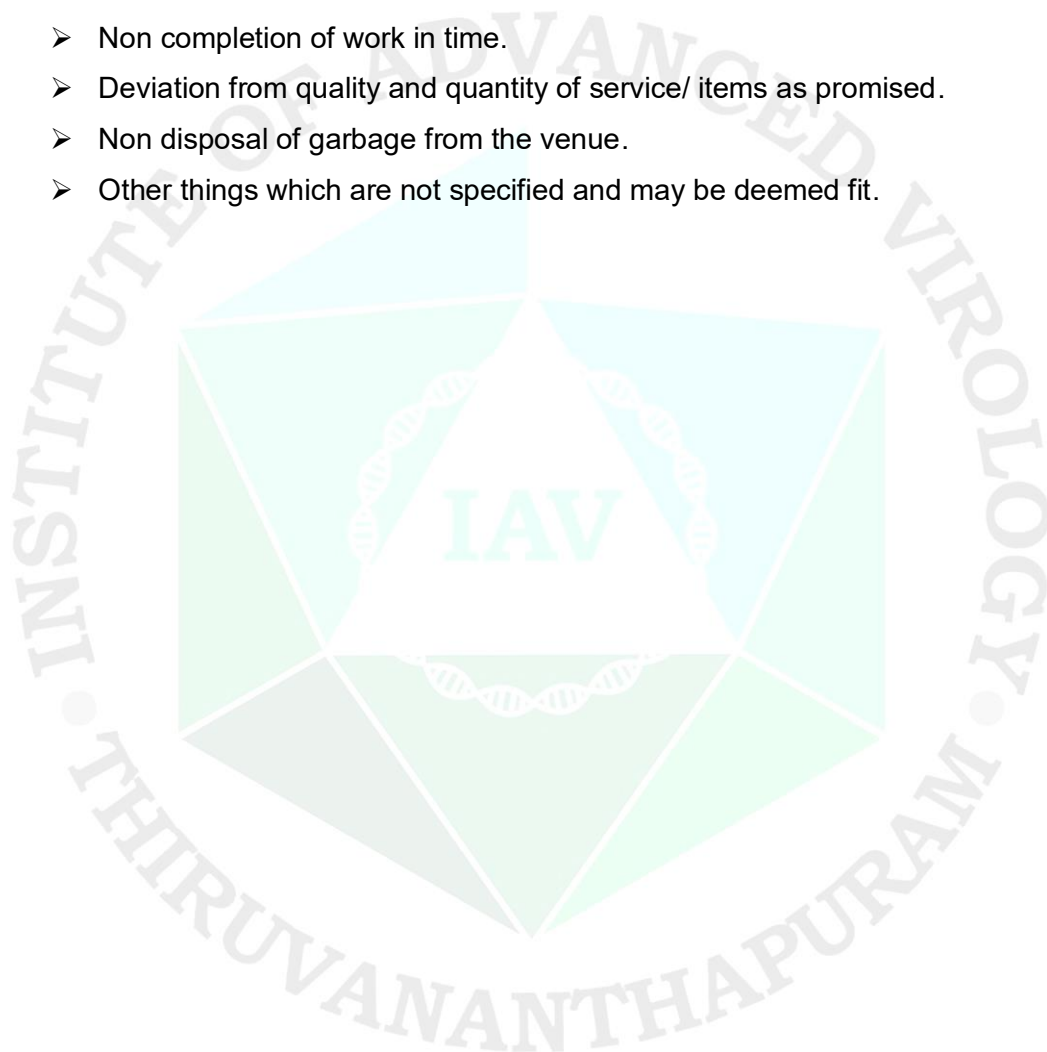 ➢ Non completion of work in time.
➢ Deviation from quality and quantity of service/ items as promised.
➢ Non disposal of garbage from the venue.
➢ Other things which are not specified and may be deemed fit.
INSTITUTE OF ADVANCED VIROLOGY
IAV
THIRUVANANTHAPURAM